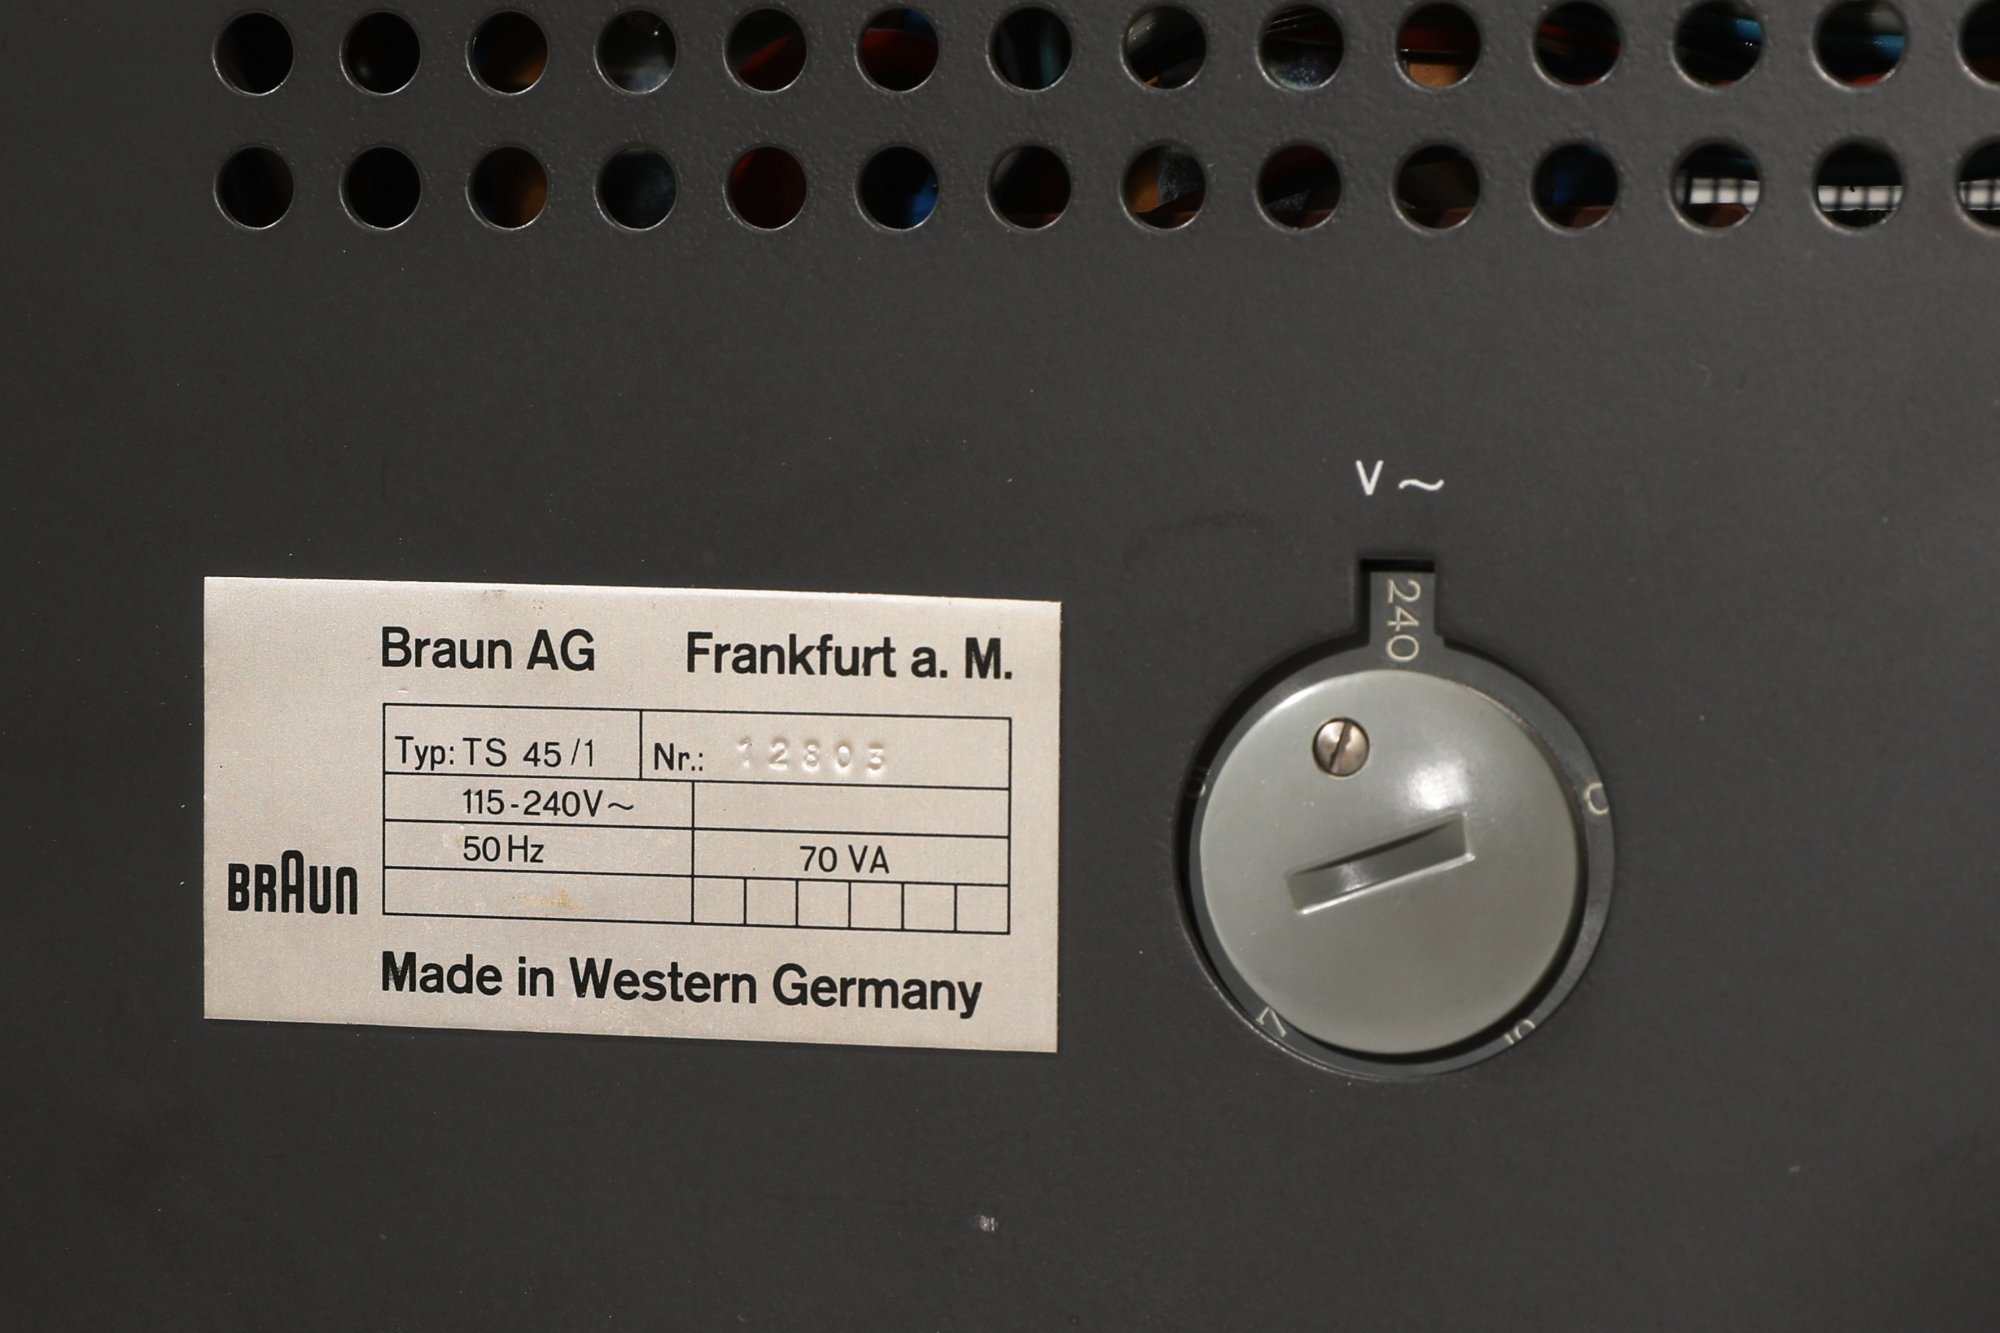 Braun AG Frankfurt a. M.
Typ: TS 45/1 Nr.: 12803
115-240V~
50 Hz 70 VA
BRAUN
Made in Western Germany
V ~
240